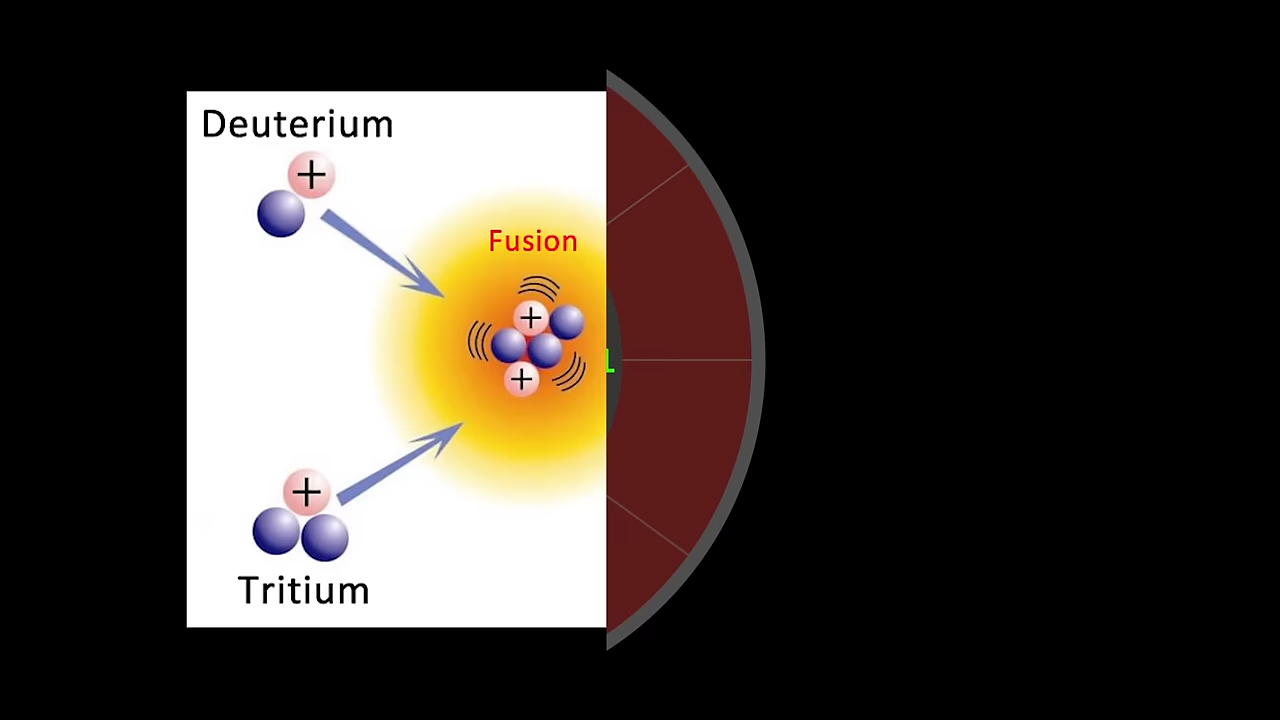 Deuterium
+
Fusion
+
+
+
Tritium